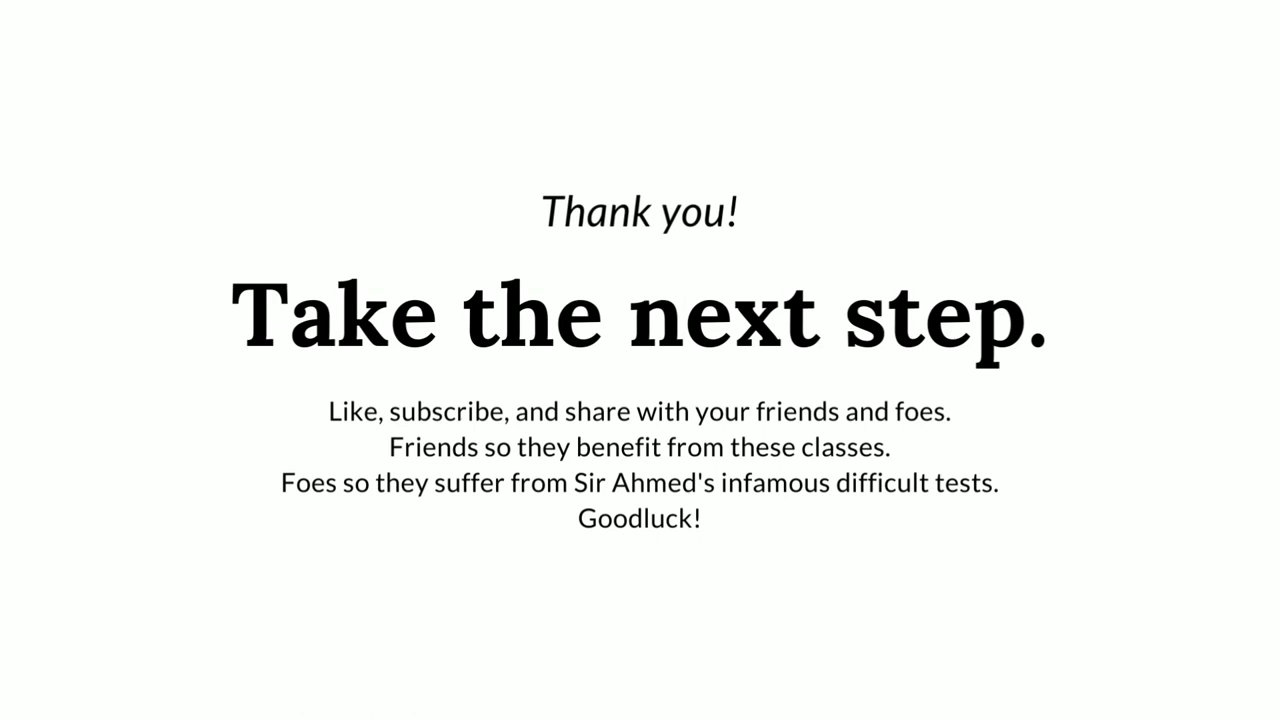 Thank you!
Take the next step.
Like, subscribe, and share with your friends and foes.
Friends so they benefit from these classes.
Foes so they suffer from Sir Ahmed's infamous difficult tests.
Goodluck!